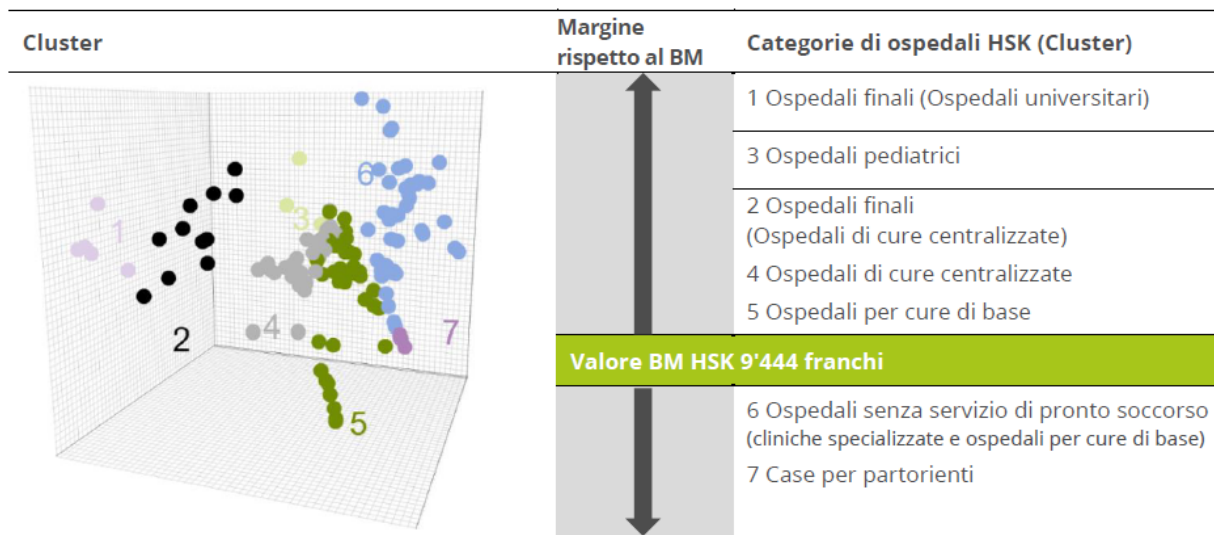 Cluster
Margine
rispetto al BM
Categorie di ospedali HSK (Cluster)
1
2
3
4
5
6
7
1 Ospedali finali (Ospedali universitari)
3 Ospedali pediatrici
2 Ospedali finali
(Ospedali di cure centralizzate)
4 Ospedali di cure centralizzate
5 Ospedali per cure di base
Valore BM HSK 9'444 franchi
6 Ospedali senza servizio di pronto soccorso
(cliniche specializzate e ospedali per cure di base)
7 Case per partorienti